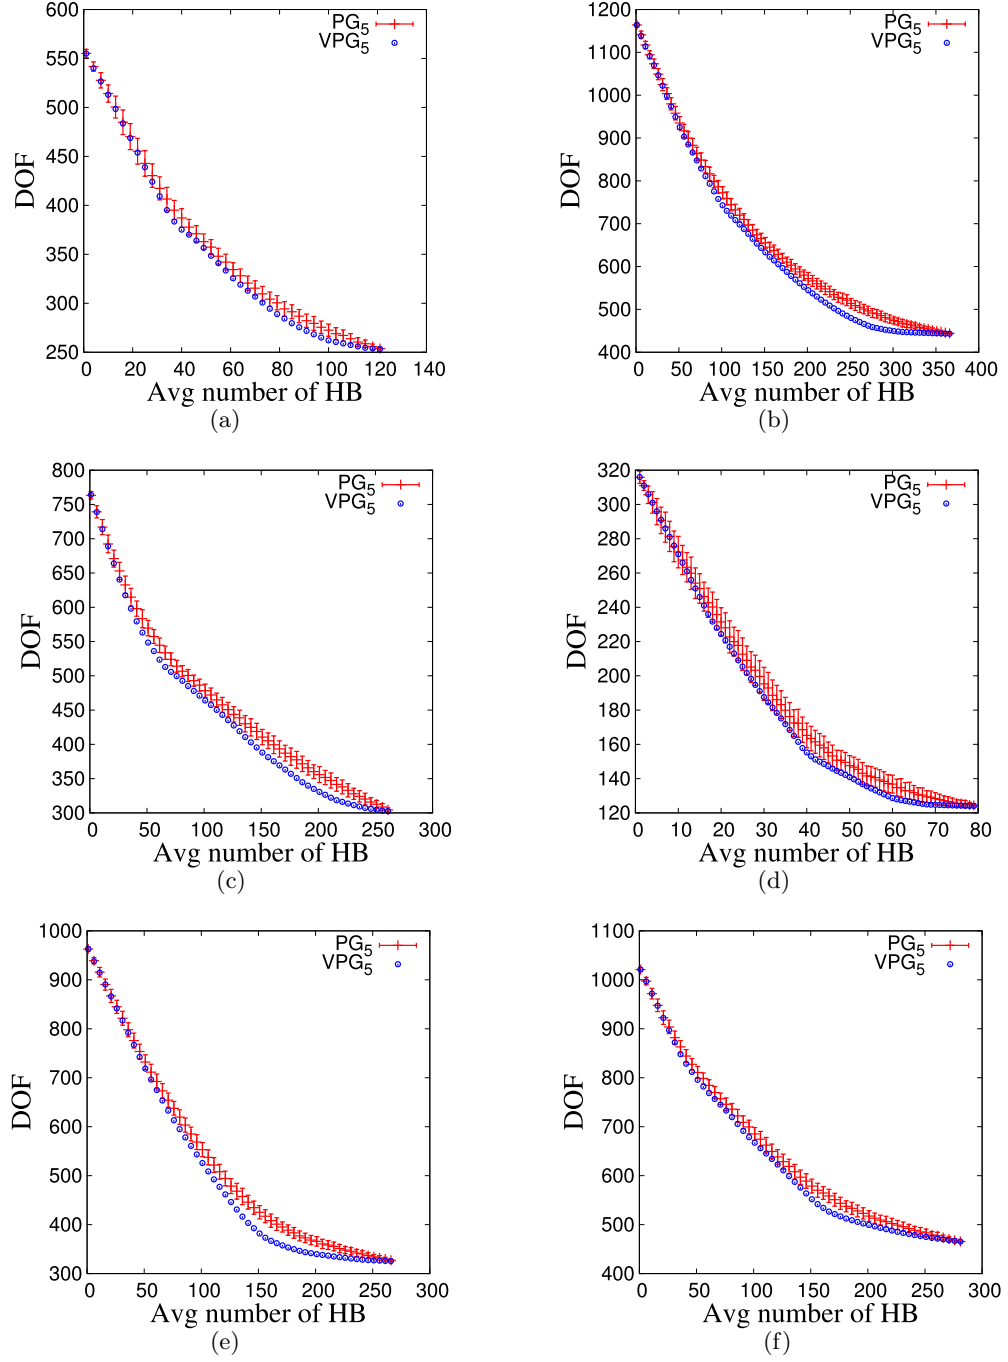 600
550
500
450
400
350
300
250
0 20 40 60 80 100 120 140
DOF
Avg number of HB
PG5
VPG5
(a)
1200
1100
1000
900
800
700
600
500
400
0 50 100 150 200 250 300 350 400
DOF
Avg number of HB
PG5
VPG5
(b)
800
750
700
650
600
550
500
450
400
350
300
0 50 100 150 200 250 300
DOF
Avg number of HB
PG5
VPG5
(c)
320
300
280
260
240
220
200
180
160
140
120
0 10 20 30 40 50 60 70 80
DOF
Avg number of HB
PG5
VPG5
(d)
1000
900
800
700
600
500
400
300
0 50 100 150 200 250 300
DOF
Avg number of HB
PG5
VPG5
(e)
1100
1000
900
800
700
600
500
400
0 50 100 150 200 250 300
DOF
Avg number of HB
PG5
VPG5
(f)